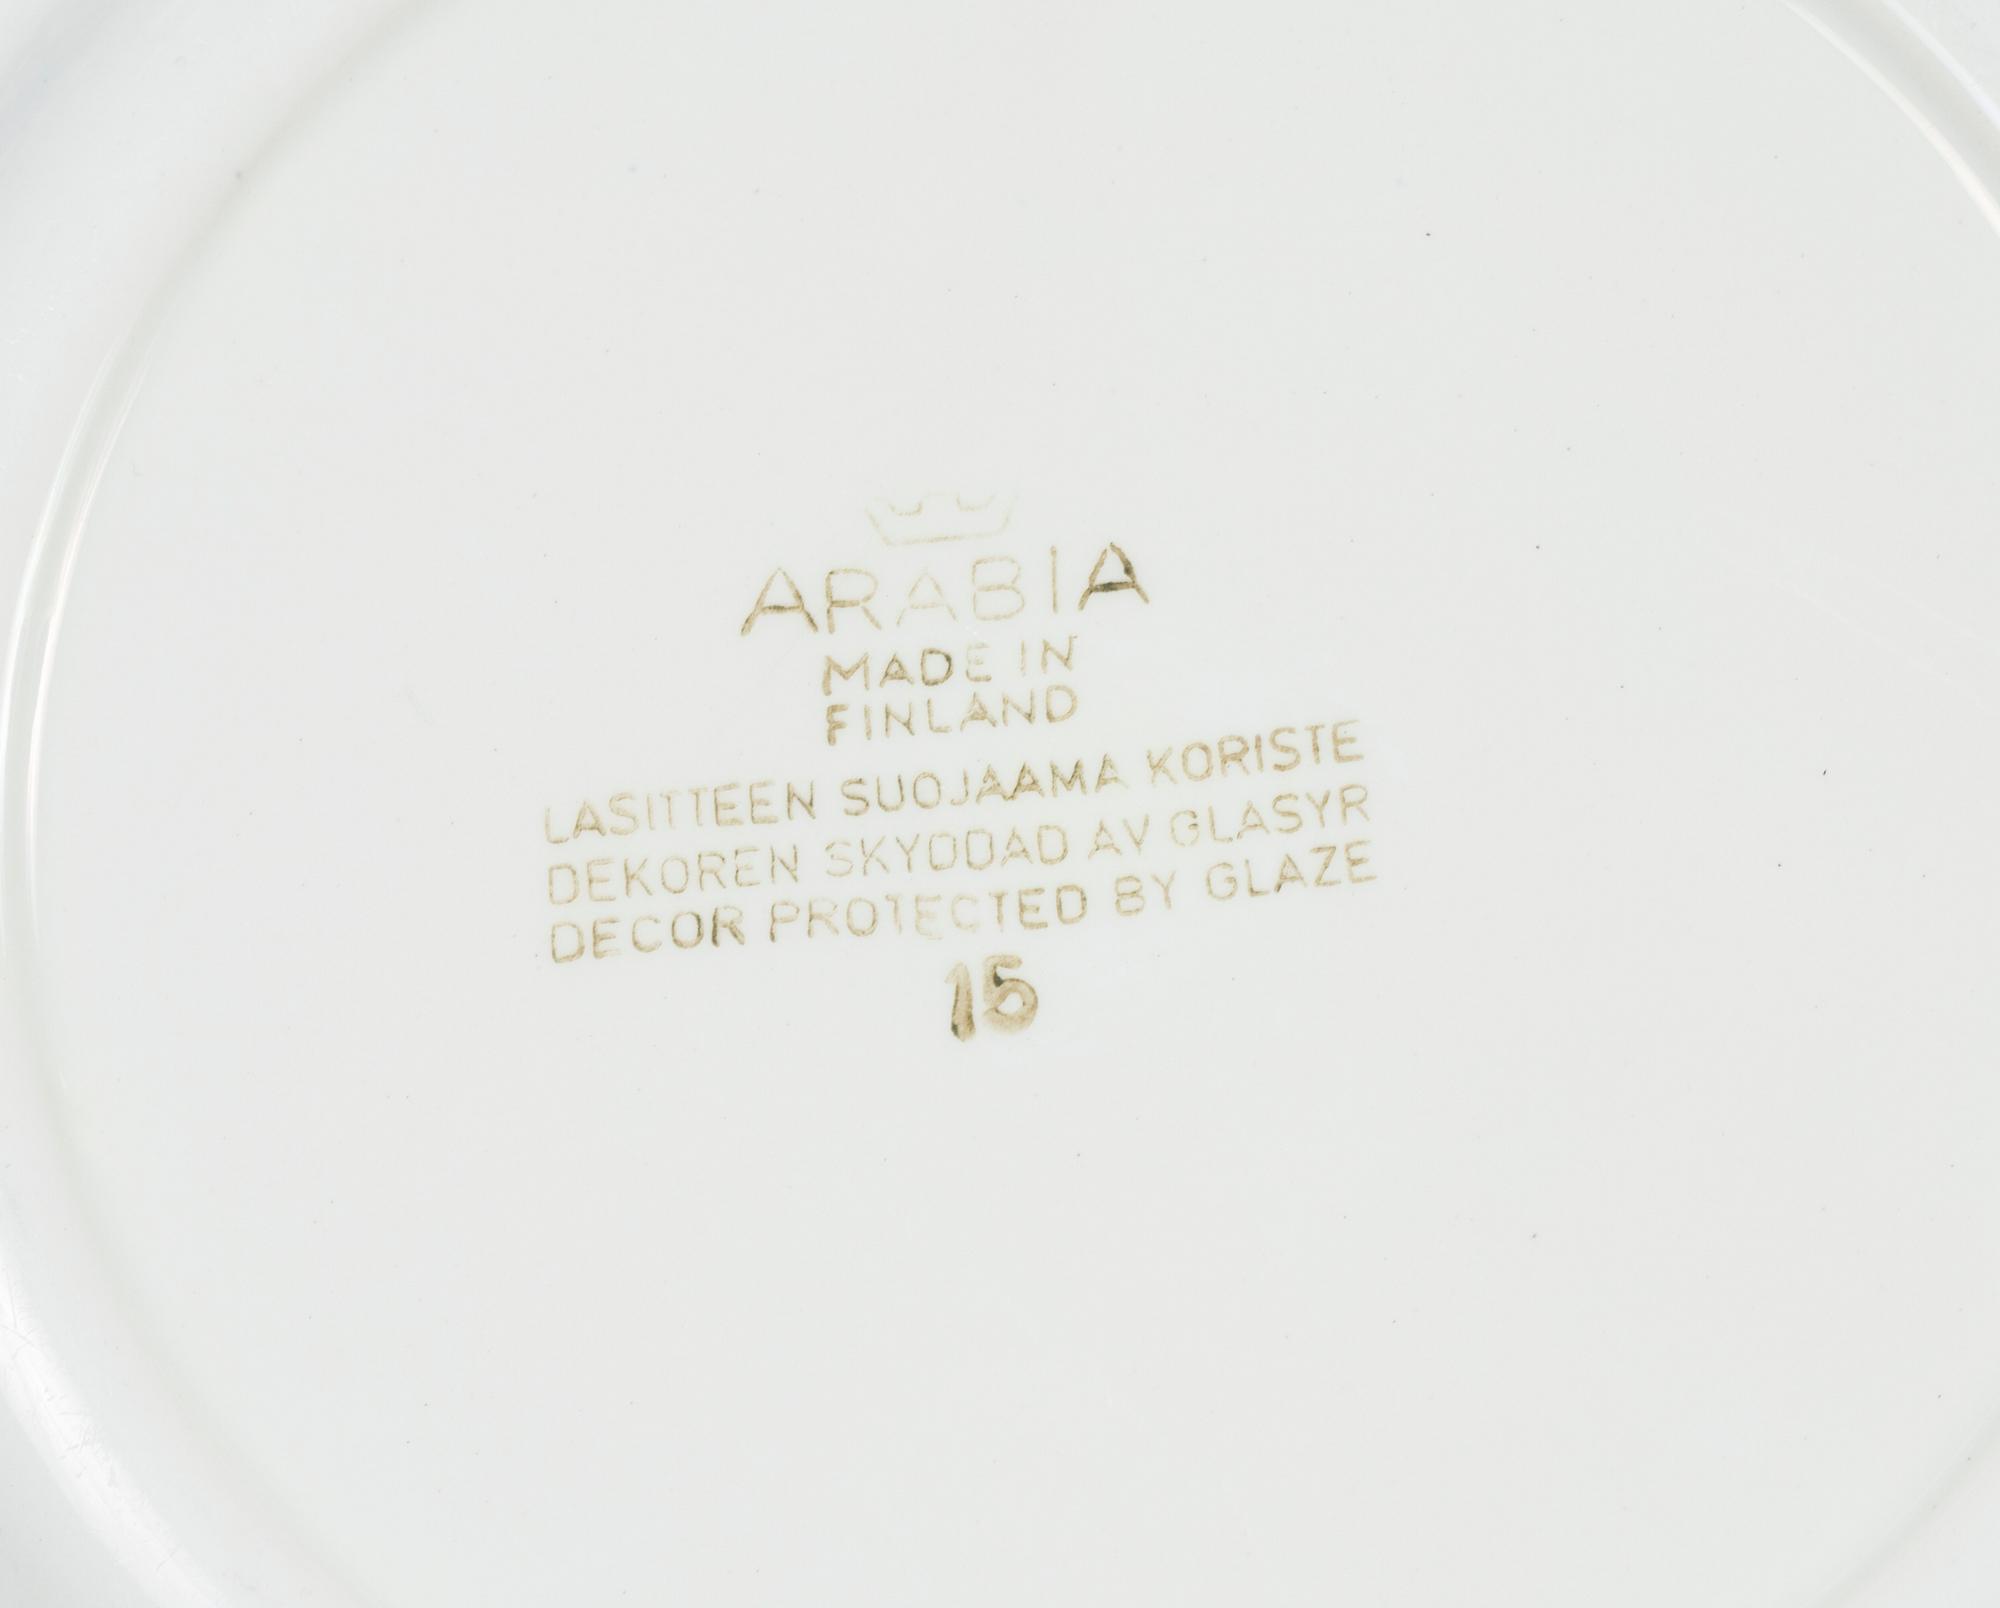 ARABIA
MADE IN
FINLAND
LASITTEEN SUOJAAMA KORISTE
DEKOREN SKYDDAD AV GLASYR
DECOR PROTECTED BY GLAZE
15